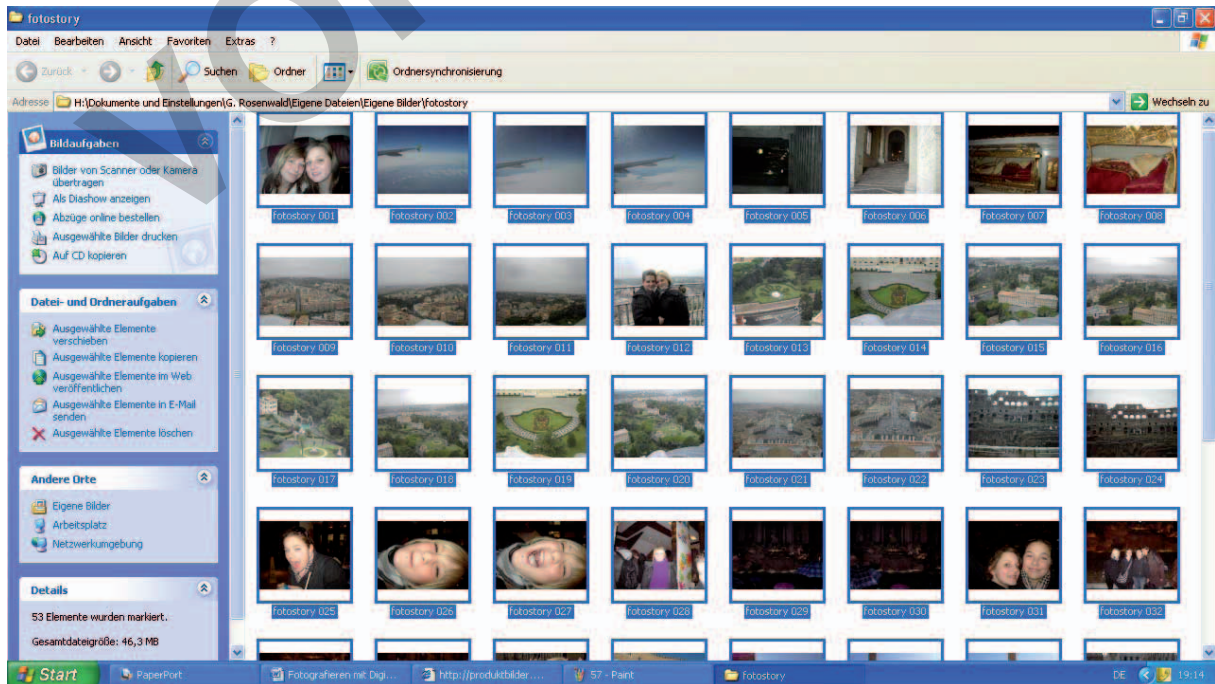 fotostory
Datei Bearbeiten Ansicht Favoriten Extras ?
Zurück Suchen Ordner Ordnersynchronisierung
Adresse H:\Dokumente und Einstellungen\G. Rosenwald\Eigene Dateien\Eigene Bilder\fotostory Wechseln zu
Bildaufgaben
Bilder von Scanner oder Kamera
übertragen
Als Diashow anzeigen
Abzüge online bestellen
Ausgewählte Bilder drucken
Auf CD kopieren
Datei- und Ordneraufgaben
Ausgewählte Elemente
verschieben
Ausgewählte Elemente kopieren
Ausgewählte Elemente im Web
veröffentlichen
Ausgewählte Elemente in E-Mail
senden
Ausgewählte Elemente löschen
Andere Orte
Eigene Bilder
Arbeitsplatz
Netzwerkumgebung
Details
53 Elemente wurden markiert.
Gesamtdateigröße: 46,3 MB
fotostory 001 fotostory 002 fotostory 003 fotostory 004 fotostory 005 fotostory 006 fotostory 007 fotostory 008
fotostory 009 fotostory 010 fotostory 011 fotostory 012 fotostory 013 fotostory 014 fotostory 015 fotostory 016
fotostory 017 fotostory 018 fotostory 019 fotostory 020 fotostory 021 fotostory 022 fotostory 023 fotostory 024
fotostory 025 fotostory 026 fotostory 027 fotostory 028 fotostory 029 fotostory 030 fotostory 031 fotostory 032
Start PaperPort Fotografieren mit Digi... http://produktbilder.... 57 - Paint fotostory DE 19:14